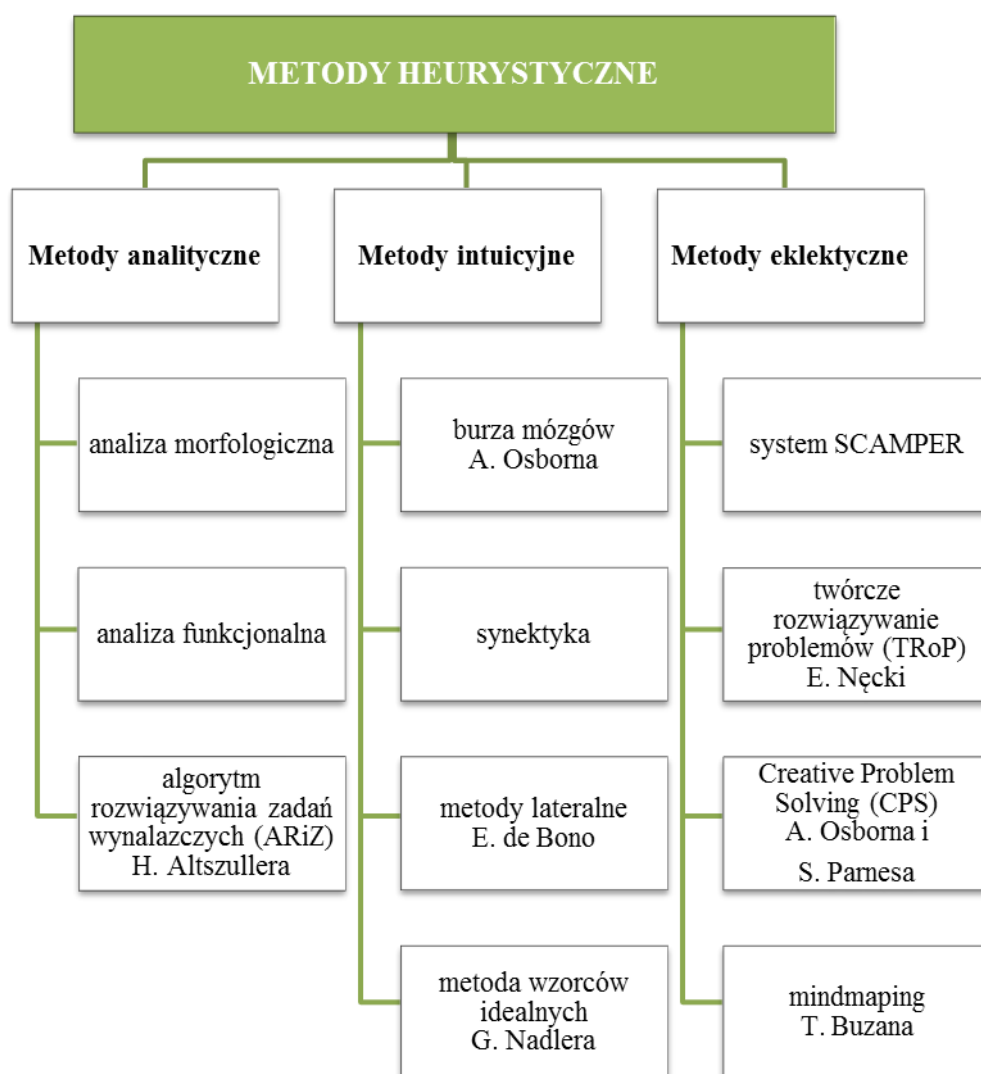 METODY HEURYSTYCZNE
Metody analityczne
analiza morfologiczna
analiza funkcjonalna
algorytm
rozwiązywania zadań
wynalazczych (ARiZ)
H. Altszullera
Metody intuicyjne
burza mózgów
A. Osborna
synektyka
metody lateralne
E. de Bono
metoda wzorców
idealnych
G. Nadlera
Metody eklektyczne
system SCAMPER
twórcze
rozwiązywanie
problemów (TRoP)
E. Nęcki
Creative Problem
Solving (CPS)
A. Osborna i
S. Parnesa
mindmaping
T. Buzana